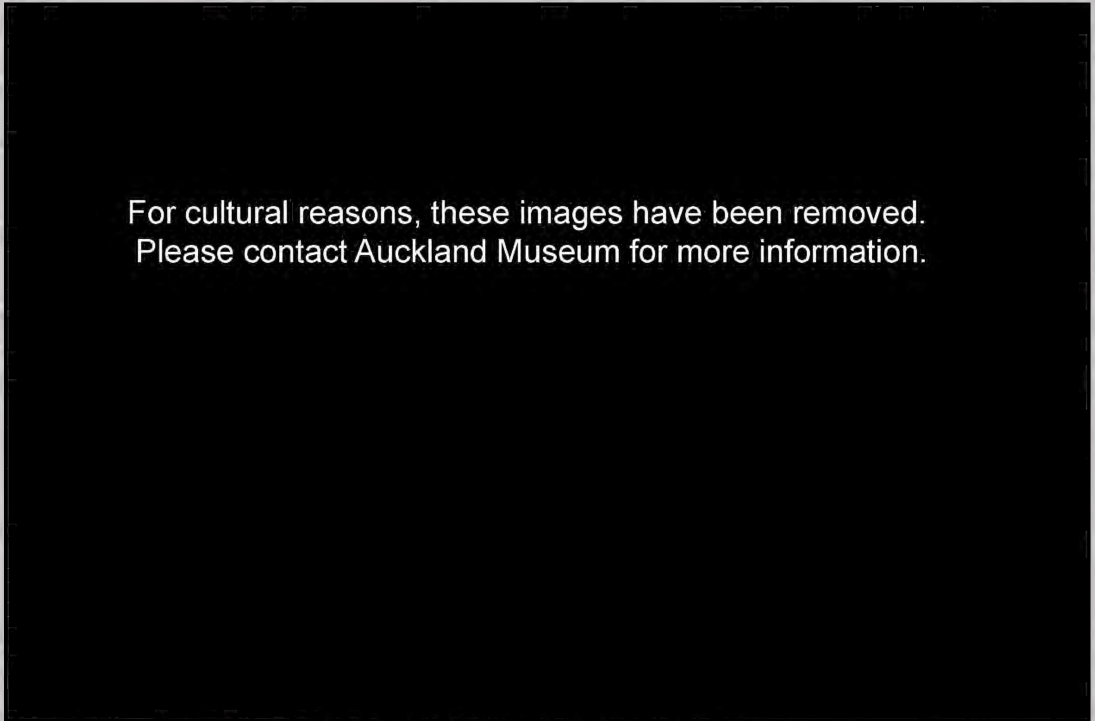 For cultural reasons, these images have been removed.
Please contact Auckland Museum for more information.